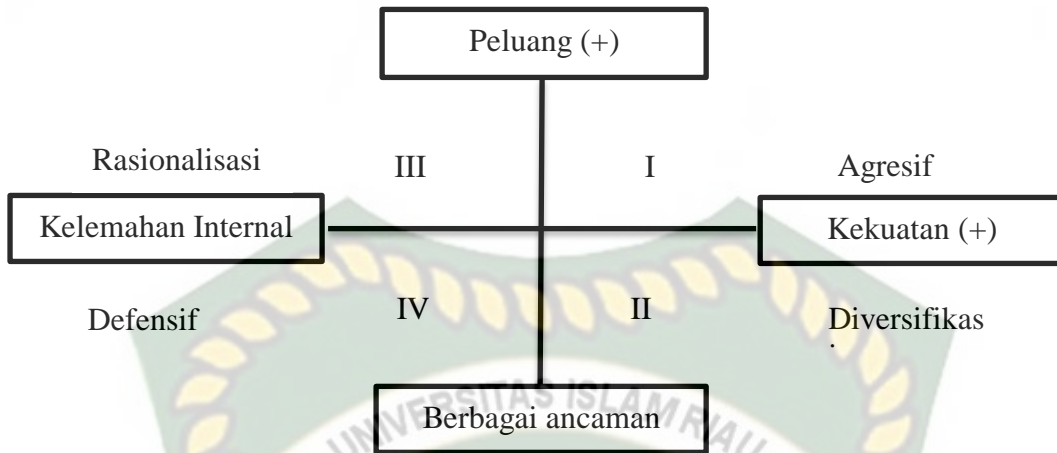 Peluang (+)
Rasionalisasi
III
I
Agresif
Kelemahan Internal
Kekuatan (+)
Defensif
IV
II
Diversifikas
Berbagai ancaman
UNIVERSITAS ISLAM RIAU